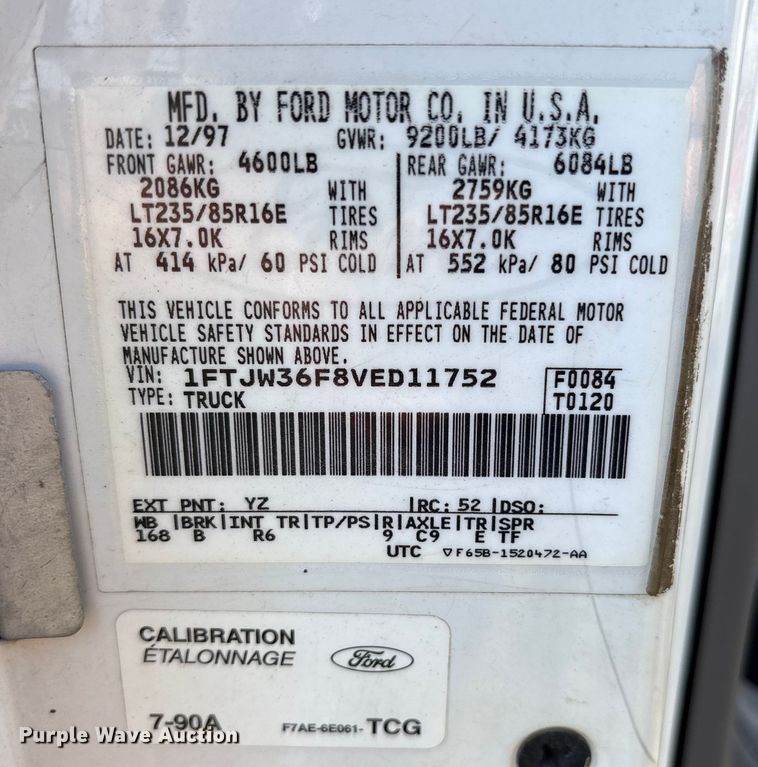 MFD. BY FORD MOTOR CO. IN U.S.A.
DATE: 12/97 GVWR: 9200LB/ 4173KG
FRONT GAWR: 4600LB REAR GAWR: 6084LB
2086KG WITH 2759KG WITH
LT235/85R16E TIRES LT235/85R16E TIRES
16X7.0K RIMS 16X7.0K RIMS
AT 414 kPa/ 60 PSI COLD AT 552 kPa/ 80 PSI COLD
THIS VEHICLE CONFORMS TO ALL APPLICABLE FEDERAL MOTOR
VEHICLE SAFETY STANDARDS IN EFFECT ON THE DATE OF
MANUFACTURE SHOWN ABOVE.
VIN: 1FTJW36F8VED11752 F0084
TYPE: TRUCK T0120
EXT PNT: YZ |RC: 52 |DSO:
WB |BRK|INT TR|TP/PS|R|AXLE|TR|SPR
168 B R6 9 C9 E TF
UTC ▽F65B-1520472-AA
CALIBRATION
ÉTALONNAGE
Ford
7-90A F7AE-6E061-TCG
Purple Wave Auction